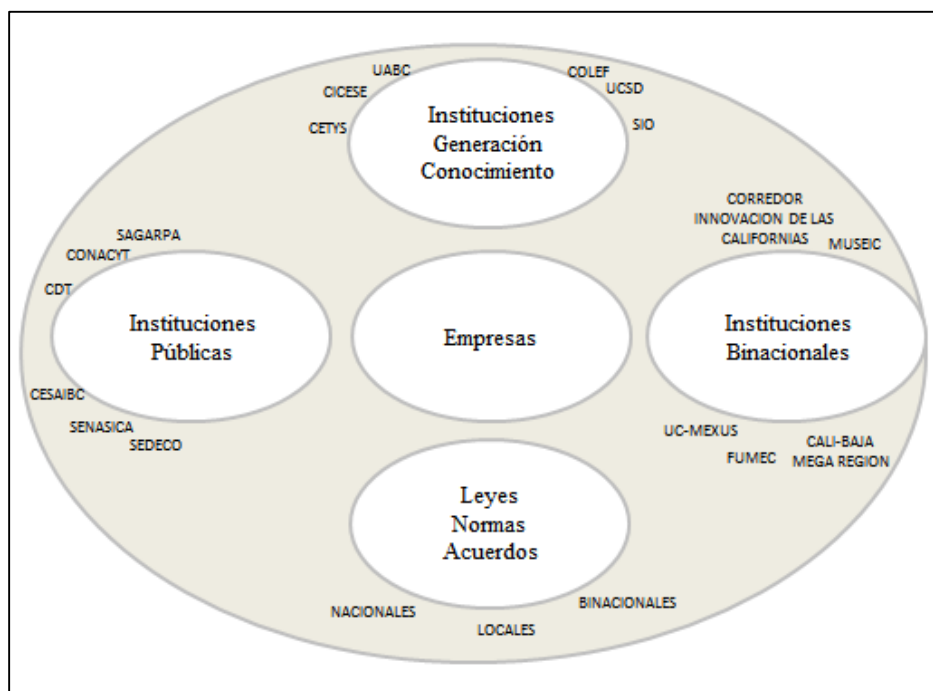 UABC
CICESE
CETYS
COLEF
UCSD
SIO
Instituciones
Generación
Conocimiento
SAGARPA
CONACYT
CDT
Instituciones
Públicas
CESAIBC
SENASICA
SEDECO
Empresas
CORREDOR
INNOVACION DE LAS
CALIFORNIAS
MUSEIC
Instituciones
Binacionales
UC-MEXUS
FUMEC
CALI-BAJA
MEGA REGION
Leyes
Normas
Acuerdos
NACIONALES
LOCALES
BINACIONALES